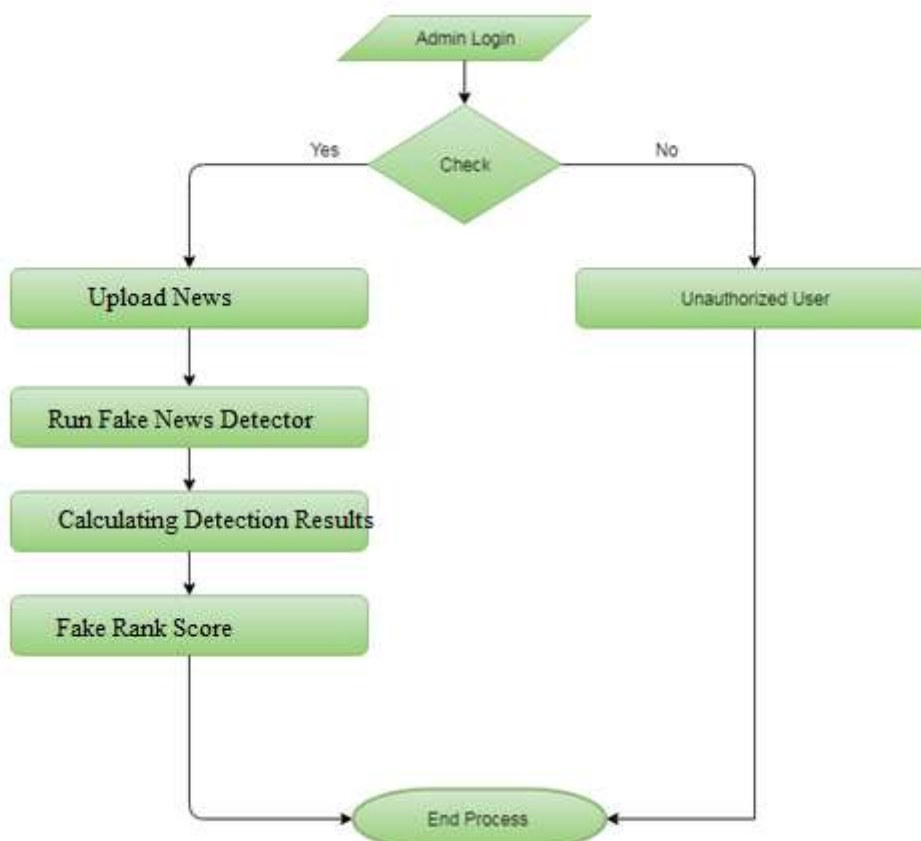 Admin Login
Check
Yes
No
Upload News
Unauthorized User
Run Fake News Detector
Calculating Detection Results
Fake Rank Score
End Process